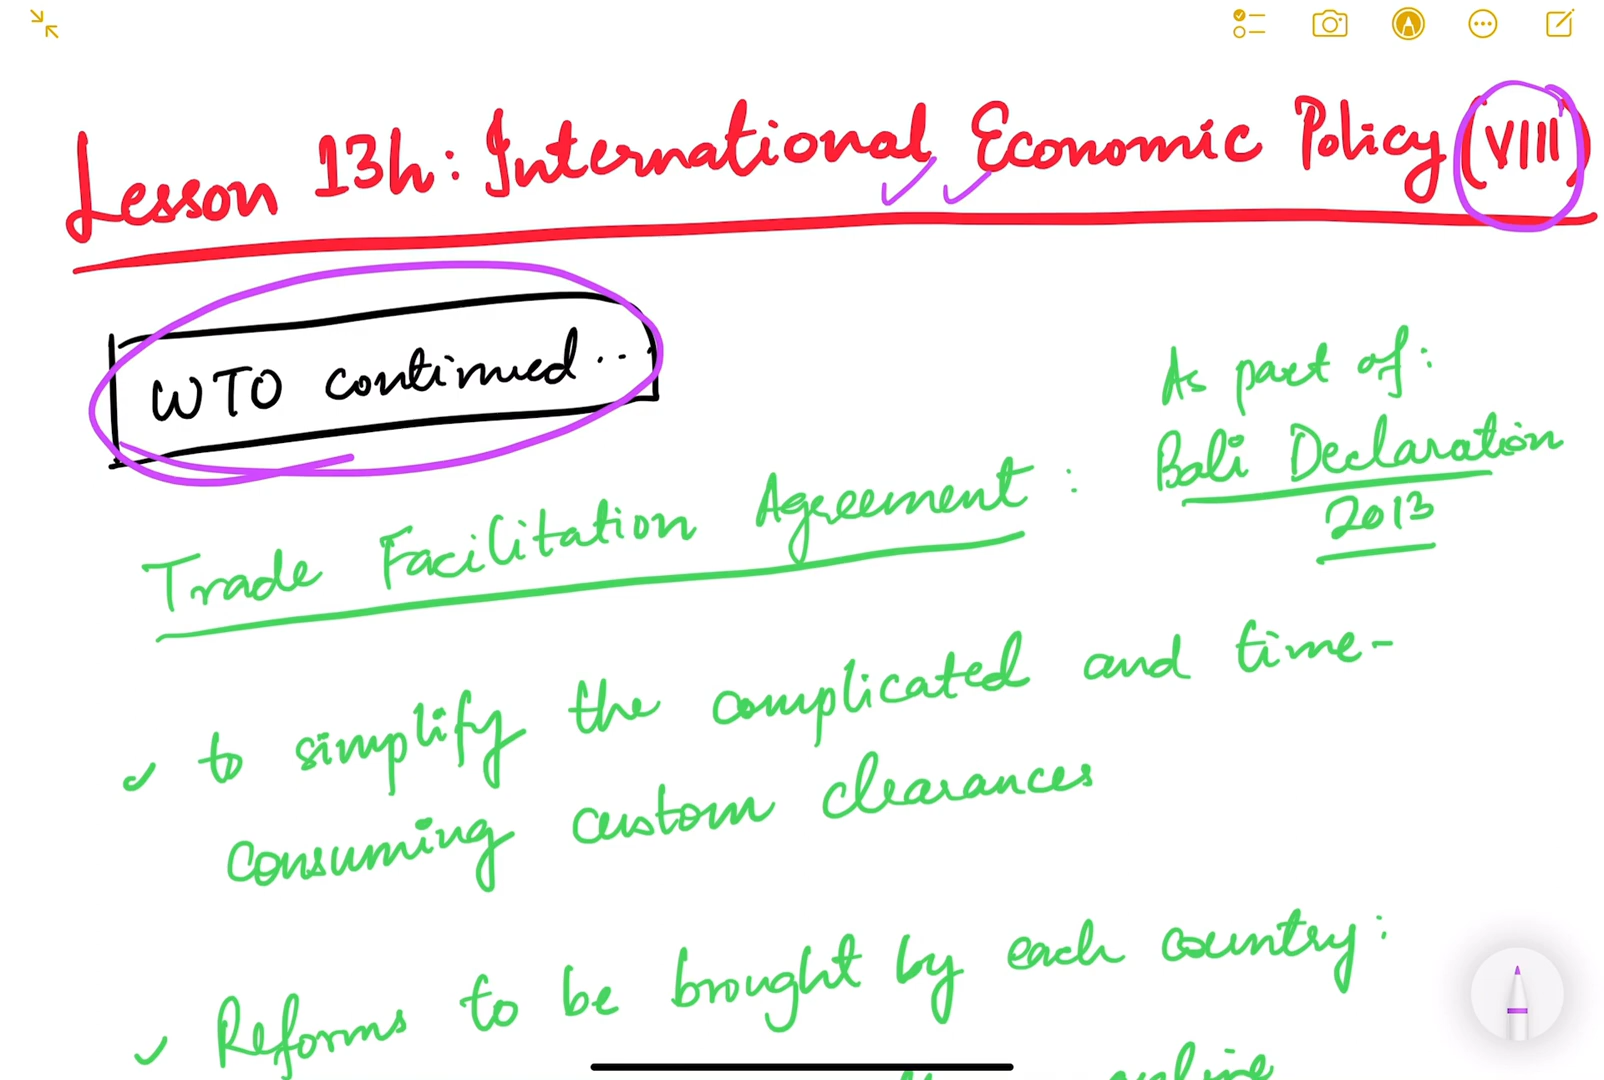 Lesson 13h: International Economic Policy (VIII)
WTO continued...
As part of:
Bali Declaration
2013
Trade Facilitation Agreement :
to simplify the complicated and time-
consuming custom clearances
Reforms to be brought by each country:
online